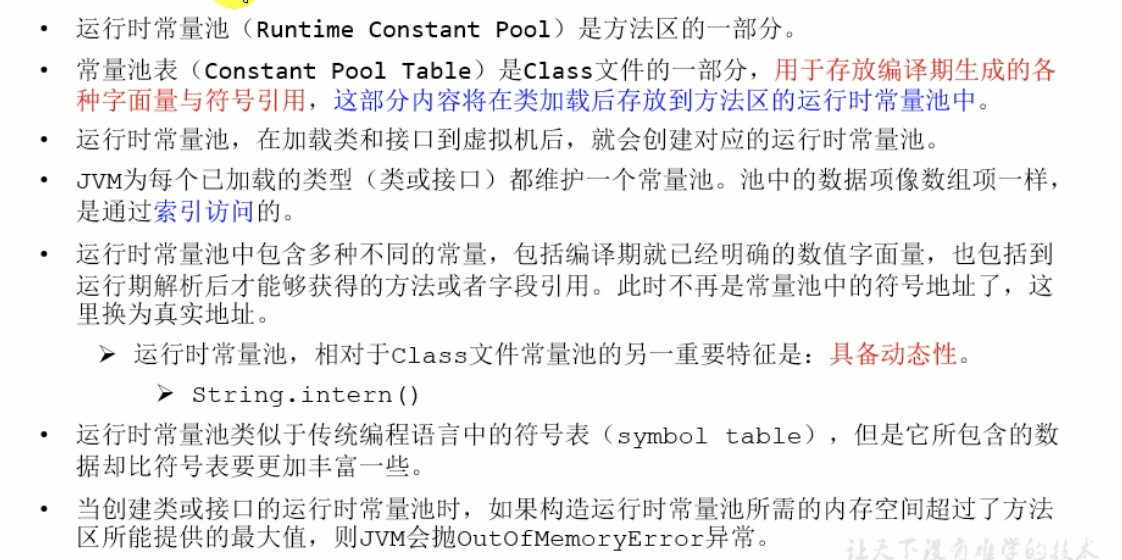 • 运行时常量池（Runtime Constant Pool）是方法区的一部分。
• 常量池表（Constant Pool Table）是Class文件的一部分，用于存放编译期生成的各
种字面量与符号引用，这部分内容将在类加载后存放到方法区的运行时常量池中。
• 运行时常量池，在加载类和接口到虚拟机后，就会创建对应的运行时常量池。
• JVM为每个已加载的类型（类或接口）都维护一个常量池。池中的数据项像数组项一样，
是通过索引访问的。
• 运行时常量池中包含多种不同的常量，包括编译期就已经明确的数值字面量，也包括到
运行期解析后才能够获得的方法或者字段引用。此时不再是常量池中的符号地址了，这
里换为真实地址。
➢ 运行时常量池，相对于Class文件常量池的另一重要特征是：具备动态性。
➢ String.intern()
• 运行时常量池类似于传统编程语言中的符号表（symbol table），但是它所包含的数
据却比符号表要更加丰富一些。
• 当创建类或接口的运行时常量池时，如果构造运行时常量池所需的内存空间超过了方法
区所能提供的最大值，则JVM会抛OutOfMemoryError异常。
让天下没有难学的技术